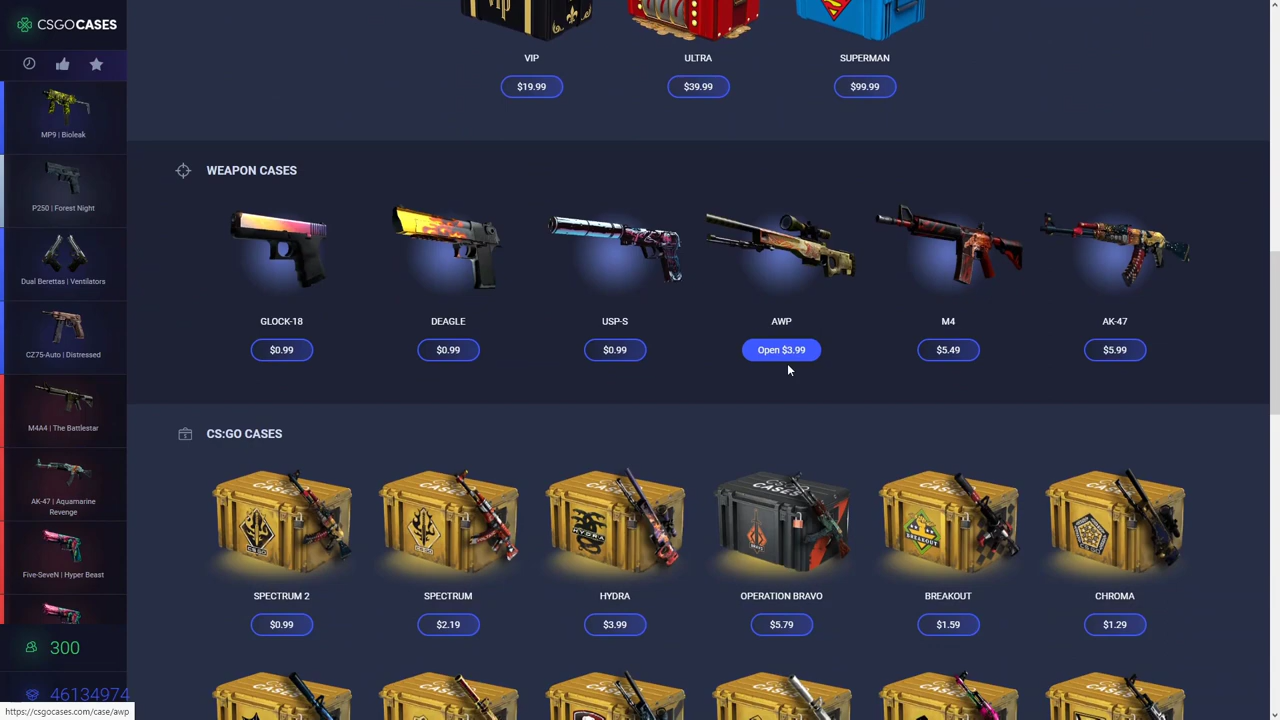 CSGOCASES
MP9 | Bioleak
P250 | Forest Night
Dual Berettas | Ventilators
CZ75-Auto | Distressed
M4A4 | The Battlestar
AK-47 | Aquamarine
Revenge
Five-SeveN | Hyper Beast
300
46134974
https://csgocases.com/case/awp
VIP
ULTRA
SUPERMAN
$19.99
$39.99
$99.99
WEAPON CASES
GLOCK-18
DEAGLE
USP-S
AWP
M4
AK-47
$0.99
$0.99
$0.99
Open $3.99
$5.49
$5.99
CS:GO CASES
HYDRA
BREAKOUT
SPECTRUM 2
SPECTRUM
HYDRA
OPERATION BRAVO
BREAKOUT
CHROMA
$0.99
$2.19
$3.99
$5.79
$1.59
$1.29